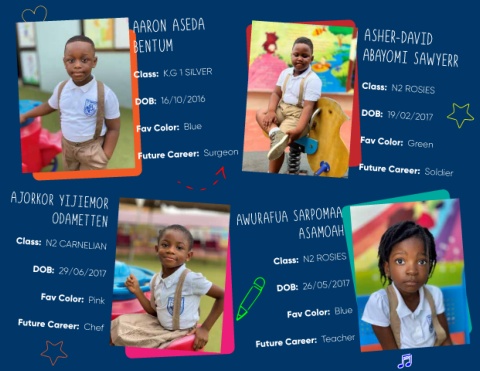 AARON ASEDA
BENTUM
Class: K.G 1 SILVER
DOB: 16/10/2016
Fav Color: Blue
Future Career: Surgeon
ASHER-DAVID
ABAYOMI SAWYERR
Class: N2 ROSIES
DOB: 19/02/2017
Fav Color: Green
Future Career: Soldier
AJORKOR YIJIEMOR
ODAMETTEN
Class: N2 CARNELIAN
DOB: 29/06/2017
Fav Color: Pink
Future Career: Chef
AWURAFUA SARPOMAA
ASAMOAH
Class: N2 ROSIES
DOB: 26/05/2017
Fav Color: Blue
Future Career: Teacher